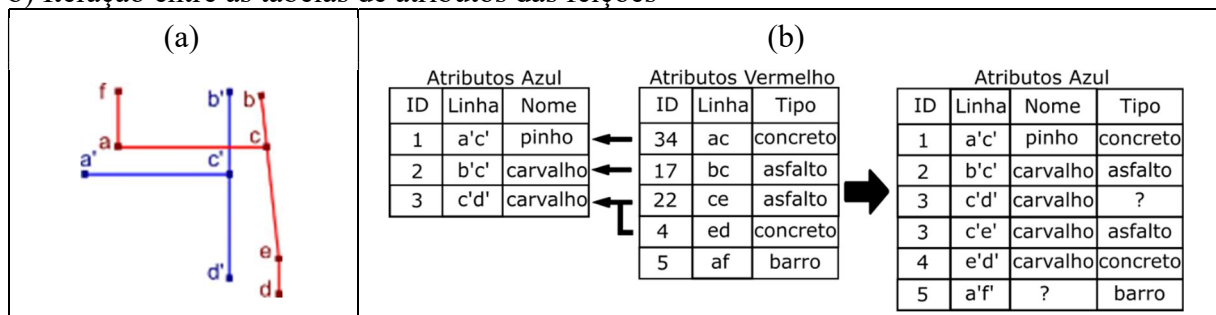 b) Iteração entre as tabelas de atributos das feições
(a)
(b)
f
b'
b
a
c
a'
c'
e
d'
d
Atributos Azul
ID Linha Nome
1 a'c' pinho
2 b'c' carvalho
3 c'd' carvalho
Atributos Vermelho
ID Linha Tipo
34 ac concreto
17 bc asfalto
22 ce asfalto
4 ed concreto
5 af barro
Atributos Azul
ID Linha Nome Tipo
1 a'c' pinho concreto
2 b'c' carvalho asfalto
3 c'd' carvalho ?
3 c'e' carvalho asfalto
4 e'd' carvalho concreto
5 a'f' ? barro